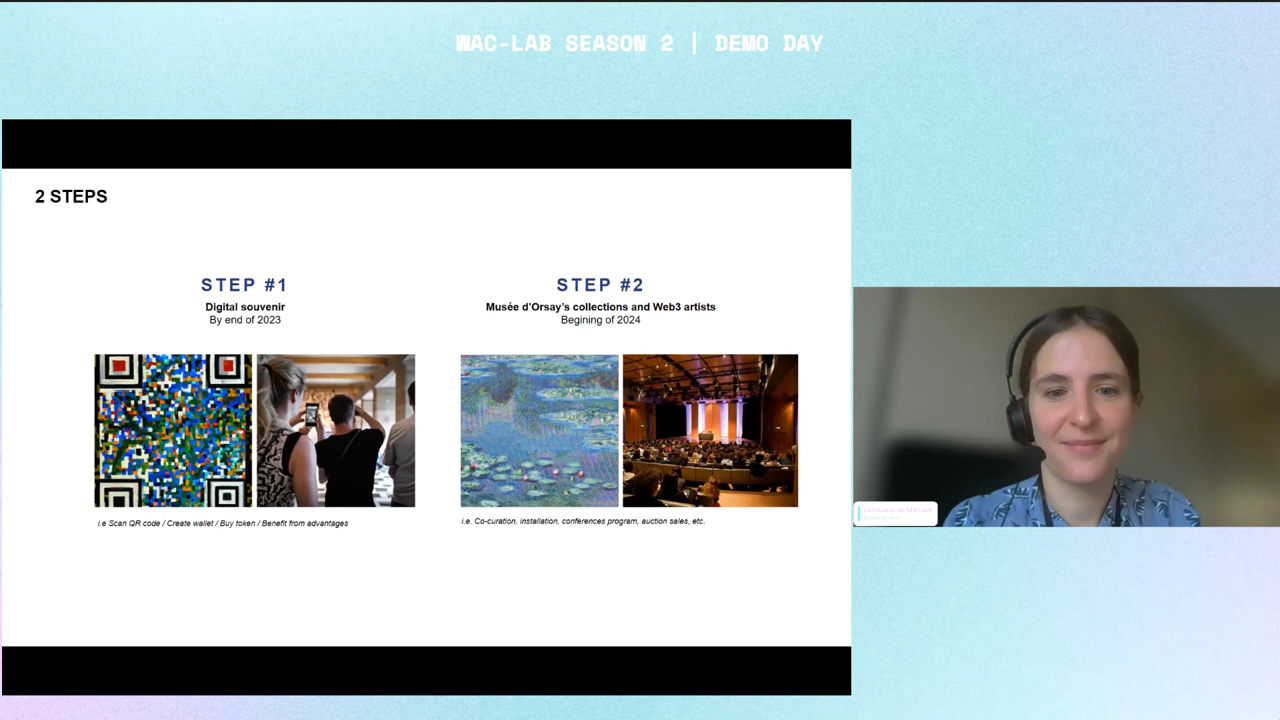 WAC-LAB SEASON 2 | DEMO DAY
2 STEPS
STEP #1
Digital souvenir
By end of 2023
i.e Scan QR code / Create wallet / Buy token / Benefit from advantages
STEP #2
Musée d'Orsay's collections and Web3 artists
Begining of 2024
i.e. Co-curation, installation, conferences program, auction sales, etc.